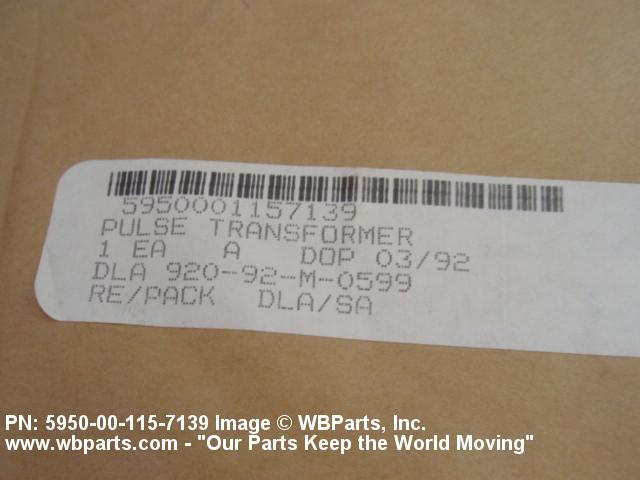 5950001157139
PULSE TRANSFORMER
1 EA A DOP 03/92
DLA 920-92-M-0599
RE/PACK DLA/SA
PN: 5950-00-115-7139 Image © WBParts, Inc.
www.wbparts.com - "Our Parts Keep the World Moving"